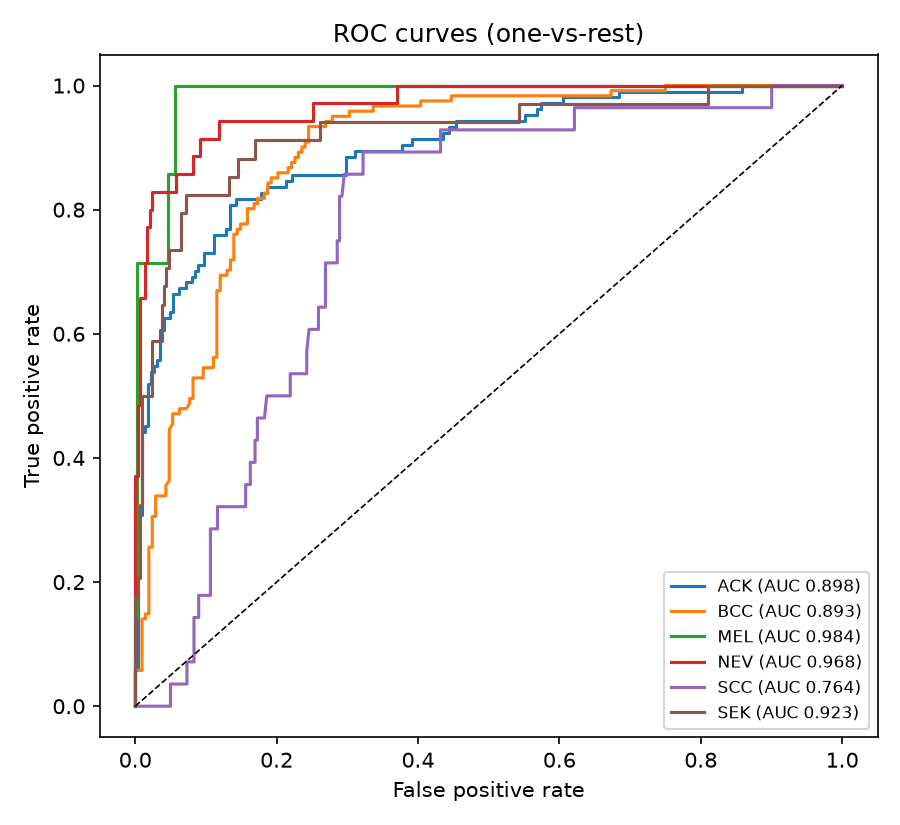 ROC curves (one-vs-rest)
True positive rate
1.0
0.8
0.6
0.4
0.2
0.0
0.0 0.2 0.4 0.6 0.8 1.0
False positive rate
ACK (AUC 0.898)
BCC (AUC 0.893)
MEL (AUC 0.984)
NEV (AUC 0.968)
SCC (AUC 0.764)
SEK (AUC 0.923)